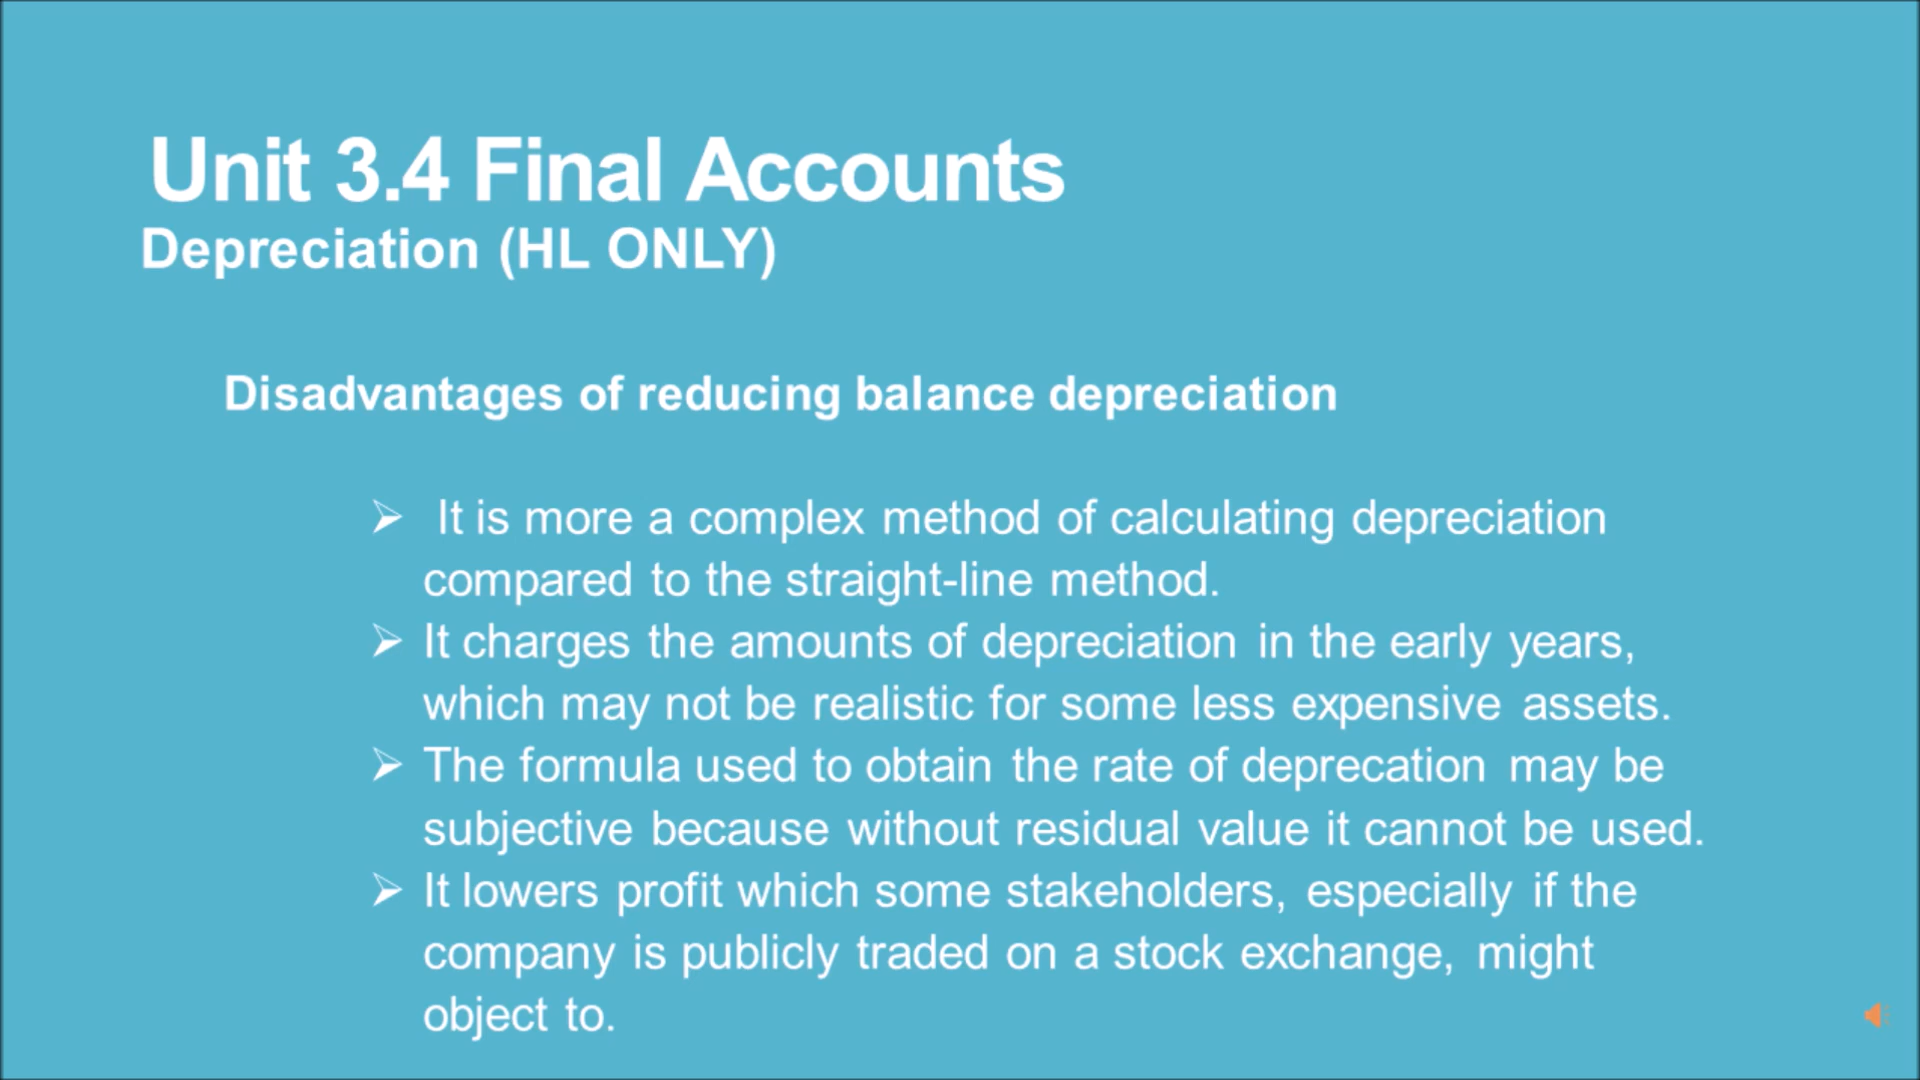 Unit 3.4 Final Accounts
Depreciation (HL ONLY)
Disadvantages of reducing balance depreciation
➢ It is more a complex method of calculating depreciation
compared to the straight-line method.
➢ It charges the amounts of depreciation in the early years,
which may not be realistic for some less expensive assets.
➢ The formula used to obtain the rate of deprecation may be
subjective because without residual value it cannot be used.
➢ It lowers profit which some stakeholders, especially if the
company is publicly traded on a stock exchange, might
object to.